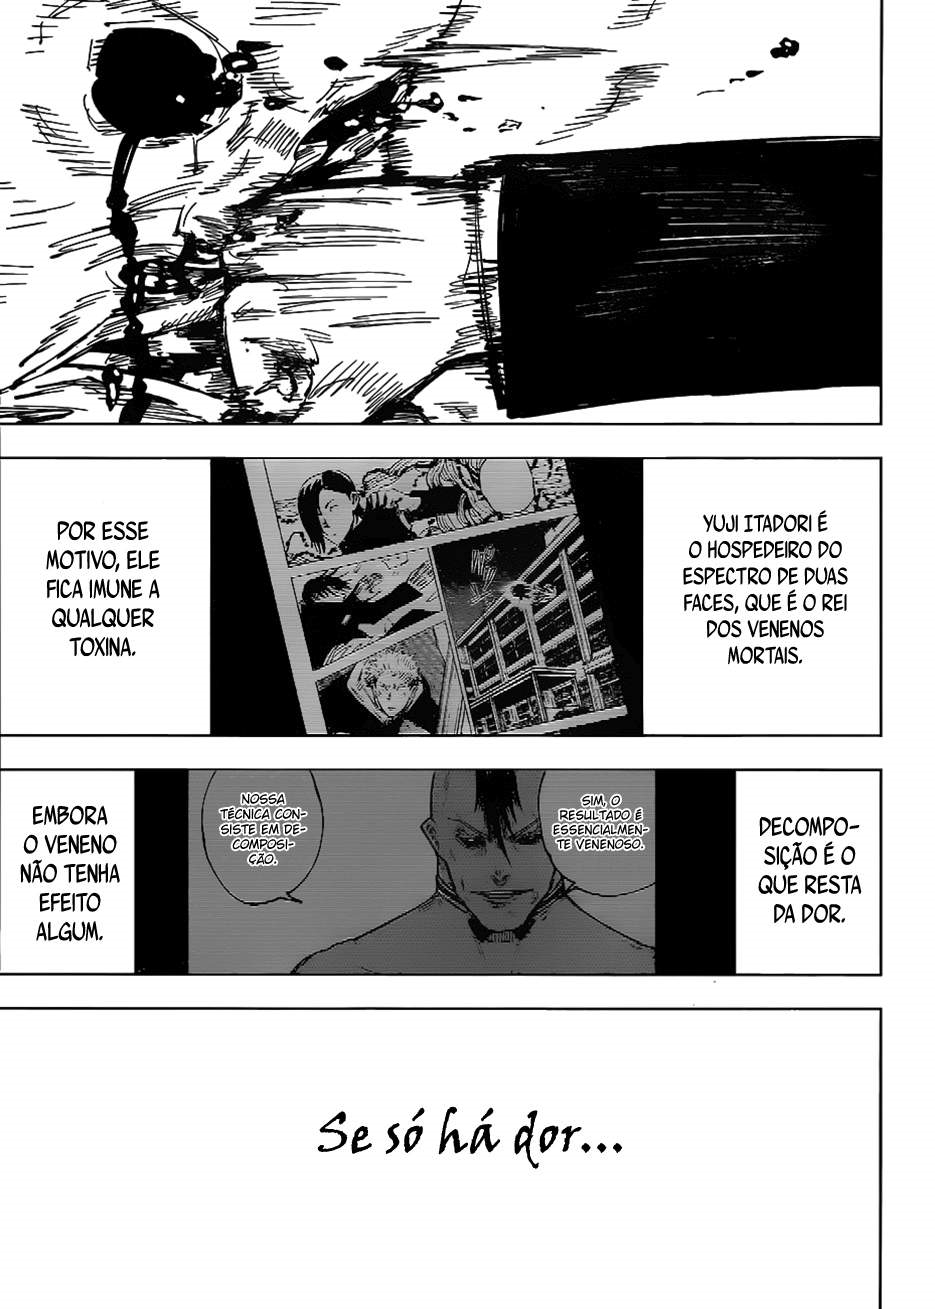 YUJI ITADORI É
O HOSPEDEIRO DO
ESPECTRO DE DUAS
FACES, QUE É O REI
DOS VENENOS
MORTAIS.
POR ESSE
MOTIVO, ELE
FICA IMUNE A
QUALQUER
TOXINA.
DECOMPO-
SIÇÃO É O
QUE RESTA
DA DOR.
SIM, O
RESULTADO É
ESSENCIALMEN-
TE VENENOSO.
NOSSA
TÉCNICA CON-
SISTE EM DE-
COMPOSI-
ÇÃO.
EMBORA
O VENENO
NÃO TENHA
EFEITO
ALGUM.
Se só há dor...